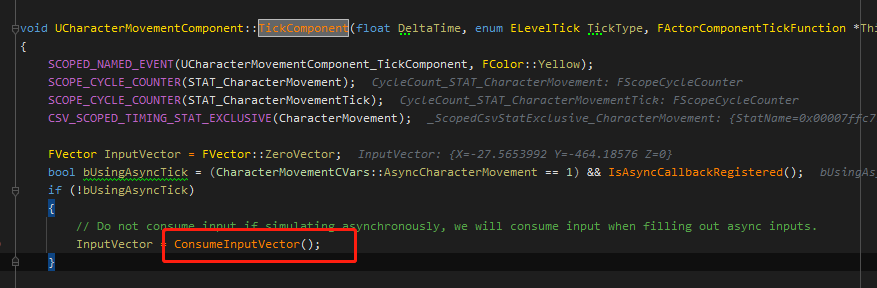 void UCharacterMovementComponent::TickComponent(float DeltaTime, enum ELevelTick TickType, FActorComponentTickFunction *Thi
{
SCOPED_NAMED_EVENT(UCharacterMovementComponent_TickComponent, FColor::Yellow);
SCOPE_CYCLE_COUNTER(STAT_CharacterMovement); CycleCount_STAT_CharacterMovement: FScopeCycleCounter
SCOPE_CYCLE_COUNTER(STAT_CharacterMovementTick); CycleCount_STAT_CharacterMovementTick: FScopeCycleCounter
CSV_SCOPED_TIMING_STAT_EXCLUSIVE(CharacterMovement); _ScopedCsvStatExclusive_CharacterMovement: {StatName=0x00007ffc7
FVector InputVector = FVector::ZeroVector; InputVector: {X=-27.5653992 Y=-464.18576 Z=0}
bool bUsingAsyncTick = (CharacterMovementCVars::AsyncCharacterMovement == 1) && IsAsyncCallbackRegistered(); bUsingAs
if (!bUsingAsyncTick)
{
// Do not consume input if simulating asynchronously, we will consume input when filling out async inputs.
InputVector = ConsumeInputVector();
}